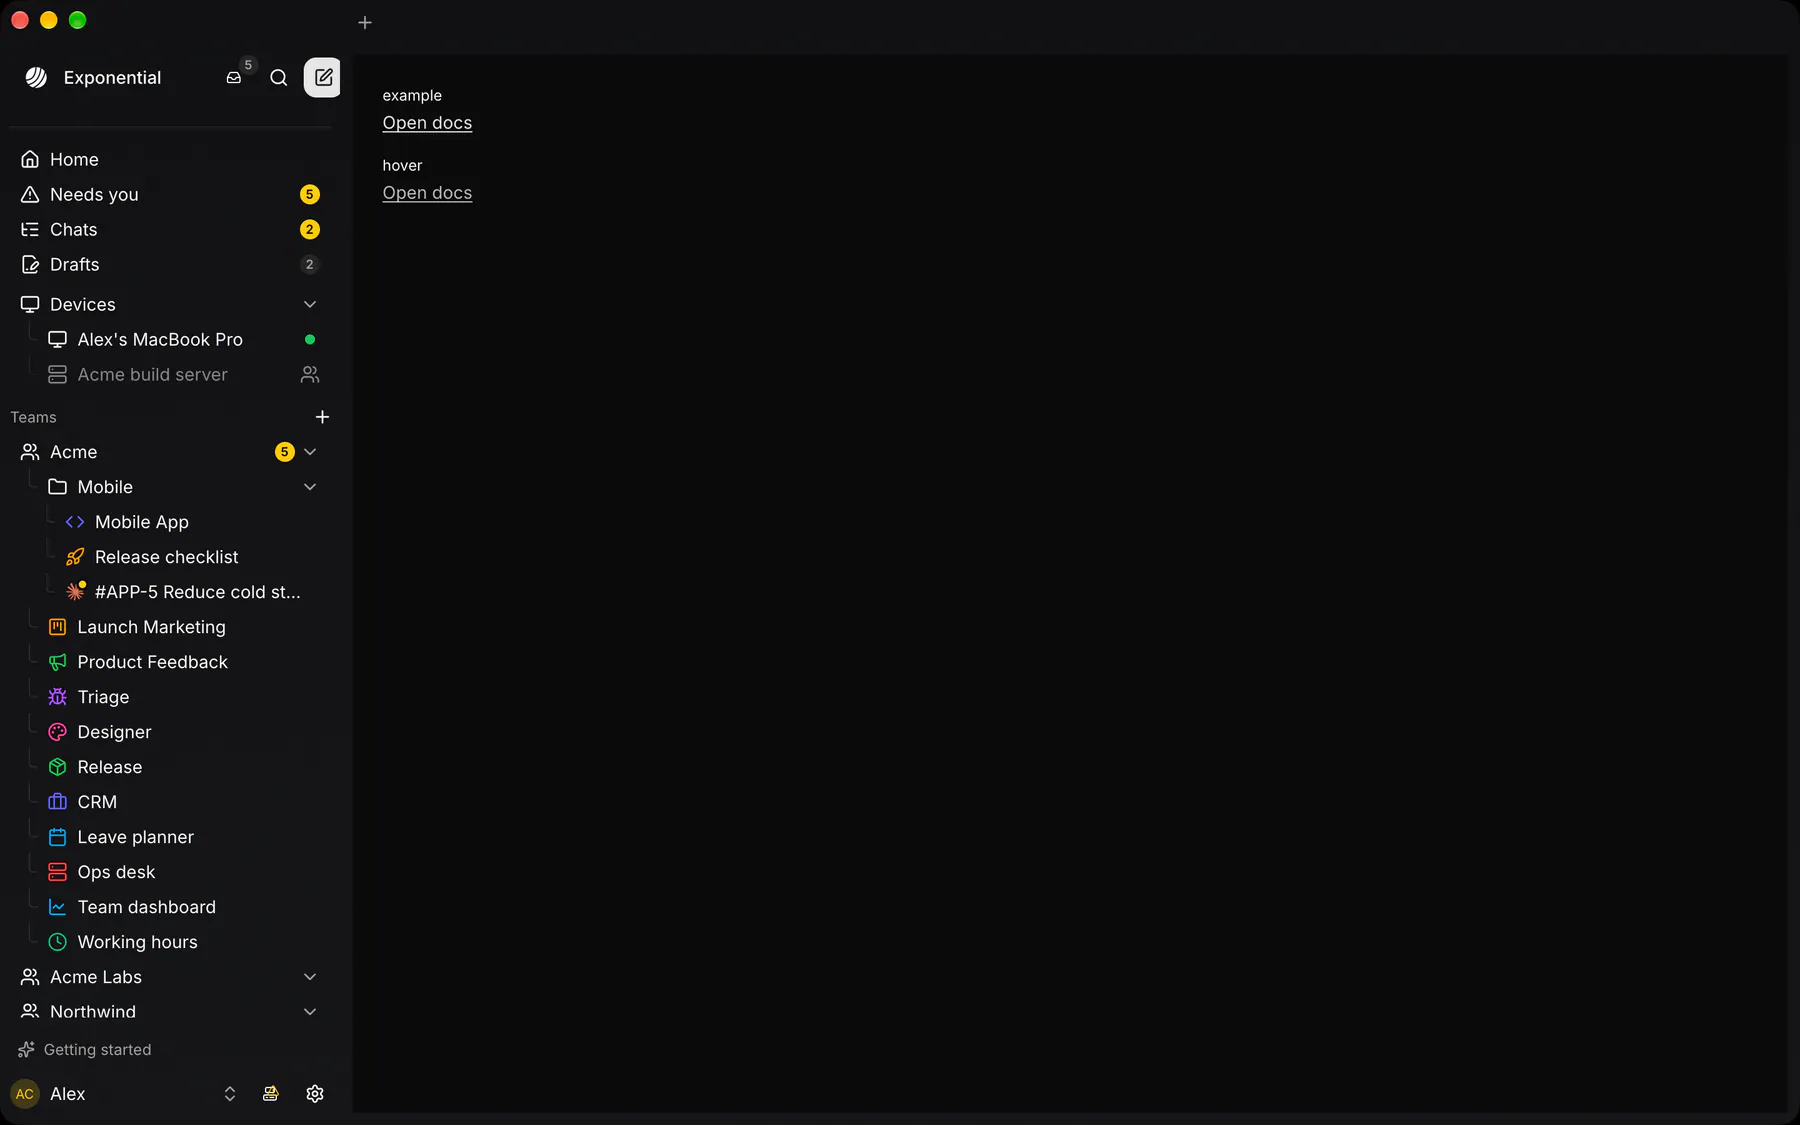 Exponential
5
Home
Needs you
5
Chats
2
Drafts
2
Devices
Alex's MacBook Pro
Acme build server
Teams
Acme
5
Mobile
Mobile App
Release checklist
#APP-5 Reduce cold st...
Launch Marketing
Product Feedback
Triage
Designer
Release
CRM
Leave planner
Ops desk
Team dashboard
Working hours
Acme Labs
Northwind
Getting started
AC
Alex
example
Open docs
hover
Open docs